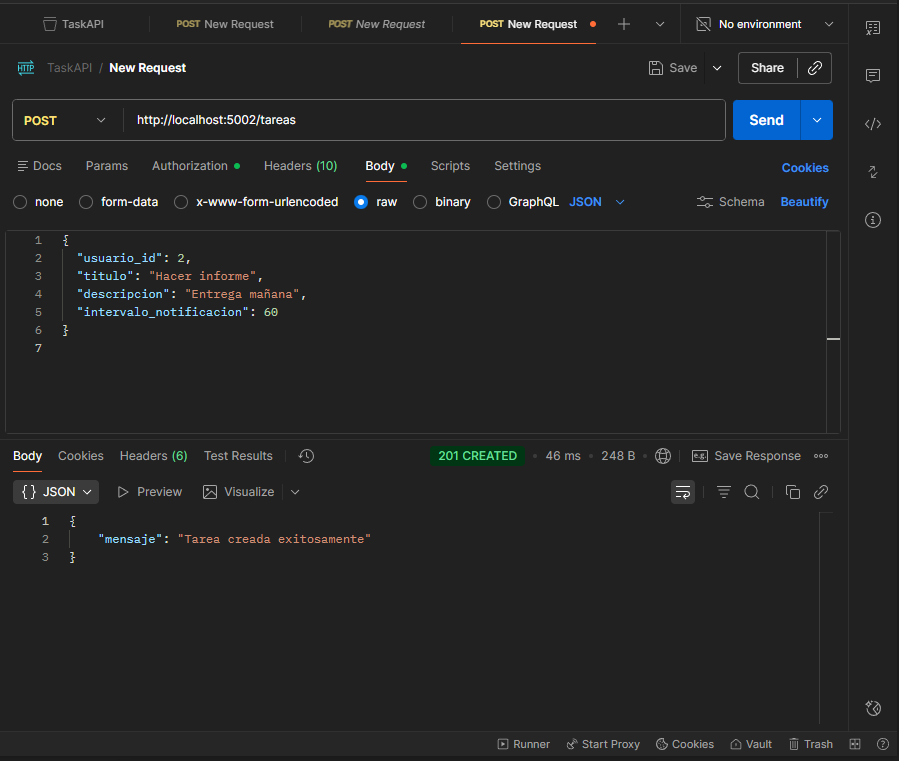 TaskAPI POST New Request POST New Request POST New Request No environment
HTTP TaskAPI / New Request Save Share
POST http://localhost:5002/tareas Send
Docs Params Authorization Headers (10) Body Scripts Settings Cookies
none form-data x-www-form-urlencoded raw binary GraphQL JSON Schema Beautify
1 {
2 "usuario_id": 2,
3 "titulo": "Hacer informe",
4 "descripcion": "Entrega mañana",
5 "intervalo_notificacion": 60
6 }
7
Body Cookies Headers (6) Test Results 201 CREATED 46 ms 248 B e.g. Save Response
{} JSON Preview Visualize
1 {
2 "mensaje": "Tarea creada exitosamente"
3 }
Runner Start Proxy Cookies Vault Trash